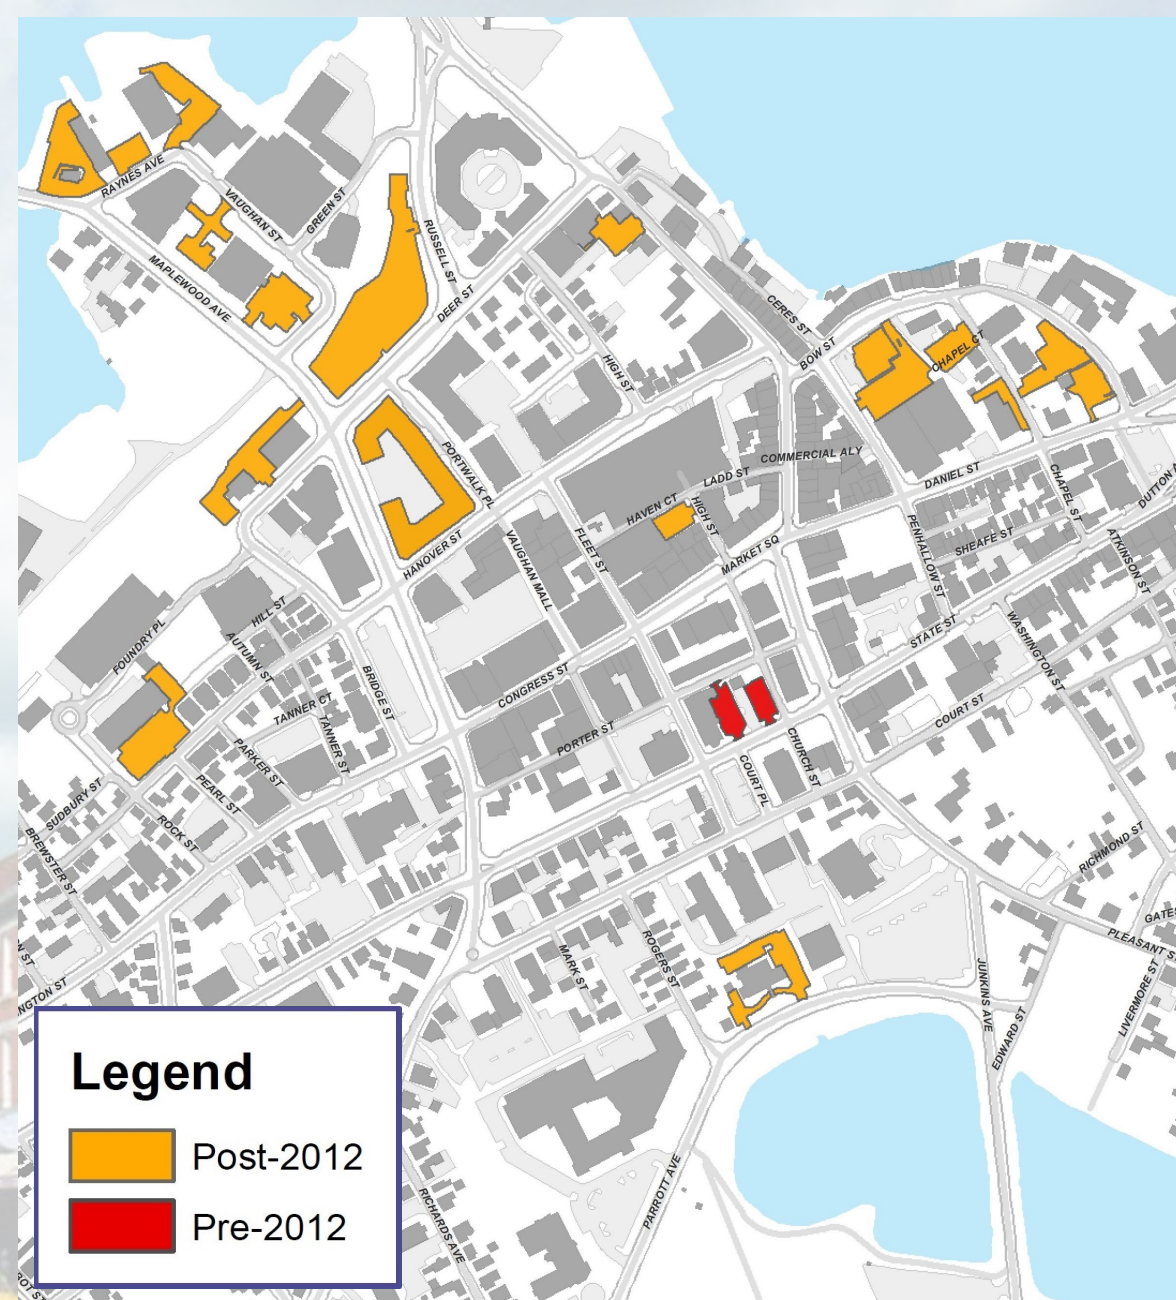 RAYNES AVE
VAUGHAN ST
GREEN ST
MAPLEWOOD AVE
RUSSELL ST
DEER ST
CERES ST
BOW ST
CHAPEL CT
HIGH ST
PORTWALK PL
COMMERCIAL ALY
LADD ST
HAVEN CT
HIGH ST
DANIEL ST
CHAPEL ST
HANOVER ST
VAUGHAN MALL
FLEET ST
MARKET SQ
PENHALLOW ST
SHEAFE ST
ATKINSON ST
FOUNDRY PL
HILL ST
AUTUMN ST
STATE ST
WASHINGTON ST
TANNER CT
BRIDGE ST
CONGRESS ST
COURT ST
PARKER ST
TANNER ST
PORTER ST
CHURCH ST
COURT PL
SUDBURY ST
PEARL ST
ROCK ST
BREWSTER ST
RICHMOND ST
N ST
NGTON ST
MARK ST
ROGERS ST
JUNKINS AVE
EDWARD ST
PLEASANT S
LIVERMORE ST
PARROTT AVE
RICHARDS AVE
Legend
Post-2012
Pre-2012